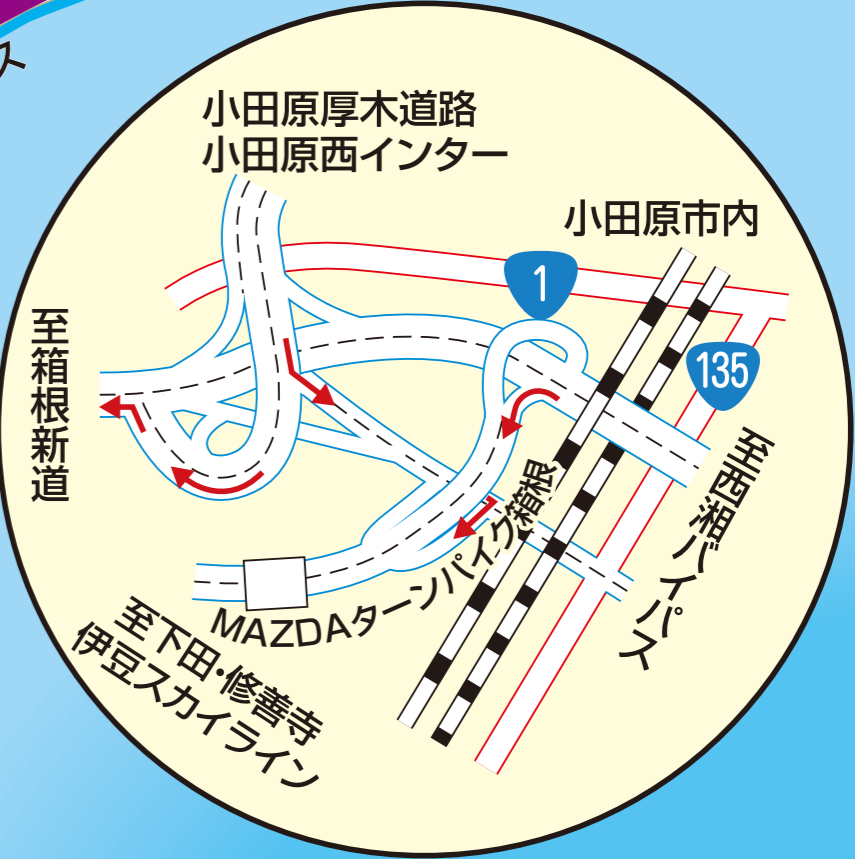 ス
小田原厚木道路
小田原西インター
小田原市内
1
135
至箱根新道
至西湘バイパス
MAZDAターンパイク箱根
至下田・修善寺
伊豆スカイライン